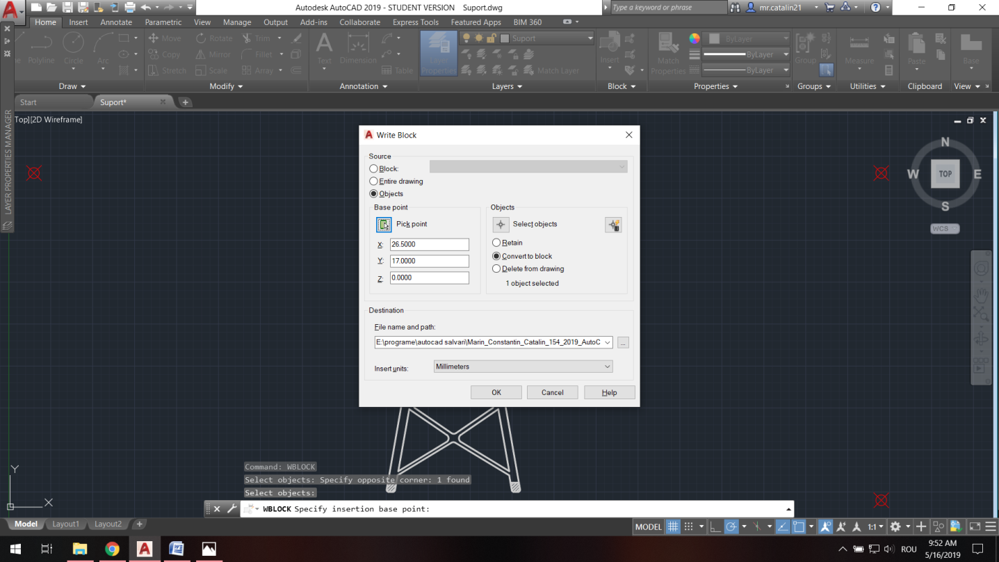 Autodesk AutoCAD 2019 - STUDENT VERSION    Suport.dwg
Type a keyword or phrase
mr.catalin21
Home Insert Annotate Parametric View Manage Output Add-ins Collaborate Express Tools Featured Apps BIM 360
Polyline Circle Arc
Move Rotate Trim
Copy Mirror Fillet
Stretch Scale Array
Text Dimension Table
Layer Properties
Suport
Match Layer
Insert
Match Properties
ByLayer
ByLayer
ByLayer
Group
Measure
Paste
Base
Draw Modify Annotation Layers Block Properties Groups Utilities Clipboard View
Start Suport*
LAYER PROPERTIES MANAGER
Top][2D Wireframe]
N
W TOP E
S
WCS
Write Block
Source
Block:
Entire drawing
Objects
Base point
Pick point
X: 26.5000
Y: 17.0000
Z: 0.0000
Objects
Select objects
Retain
Convert to block
Delete from drawing
1 object selected
Destination
File name and path:
E:\programe\autocad salvari\Marin_Constantin_Catalin_154_2019_AutoC
...
Insert units: Millimeters
OK Cancel Help
Y
X
Command: WBLOCK
Select objects: Specify opposite corner: 1 found
Select objects:
WBLOCK Specify insertion base point:
Model Layout1 Layout2
MODEL 1:1
ROU
9:52 AM
5/16/2019